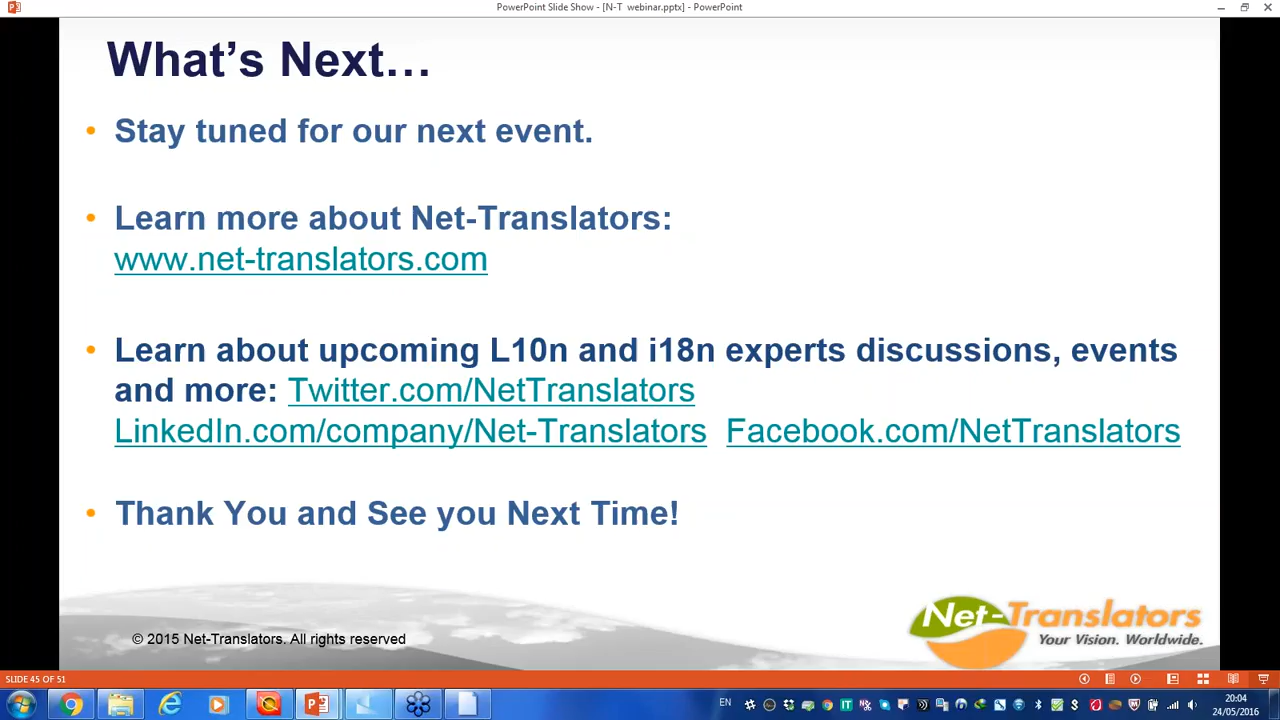 PowerPoint Slide Show - [N-T webinar.pptx] - PowerPoint
What's Next…
• Stay tuned for our next event.
• Learn more about Net-Translators:
www.net-translators.com
• Learn about upcoming L10n and i18n experts discussions, events
and more: Twitter.com/NetTranslators
LinkedIn.com/company/Net-Translators Facebook.com/NetTranslators
• Thank You and See you Next Time!
© 2015 Net-Translators. All rights reserved
Net-Translators
Your Vision. Worldwide.
SLIDE 45 OF 51
EN
20:04
24/05/2016